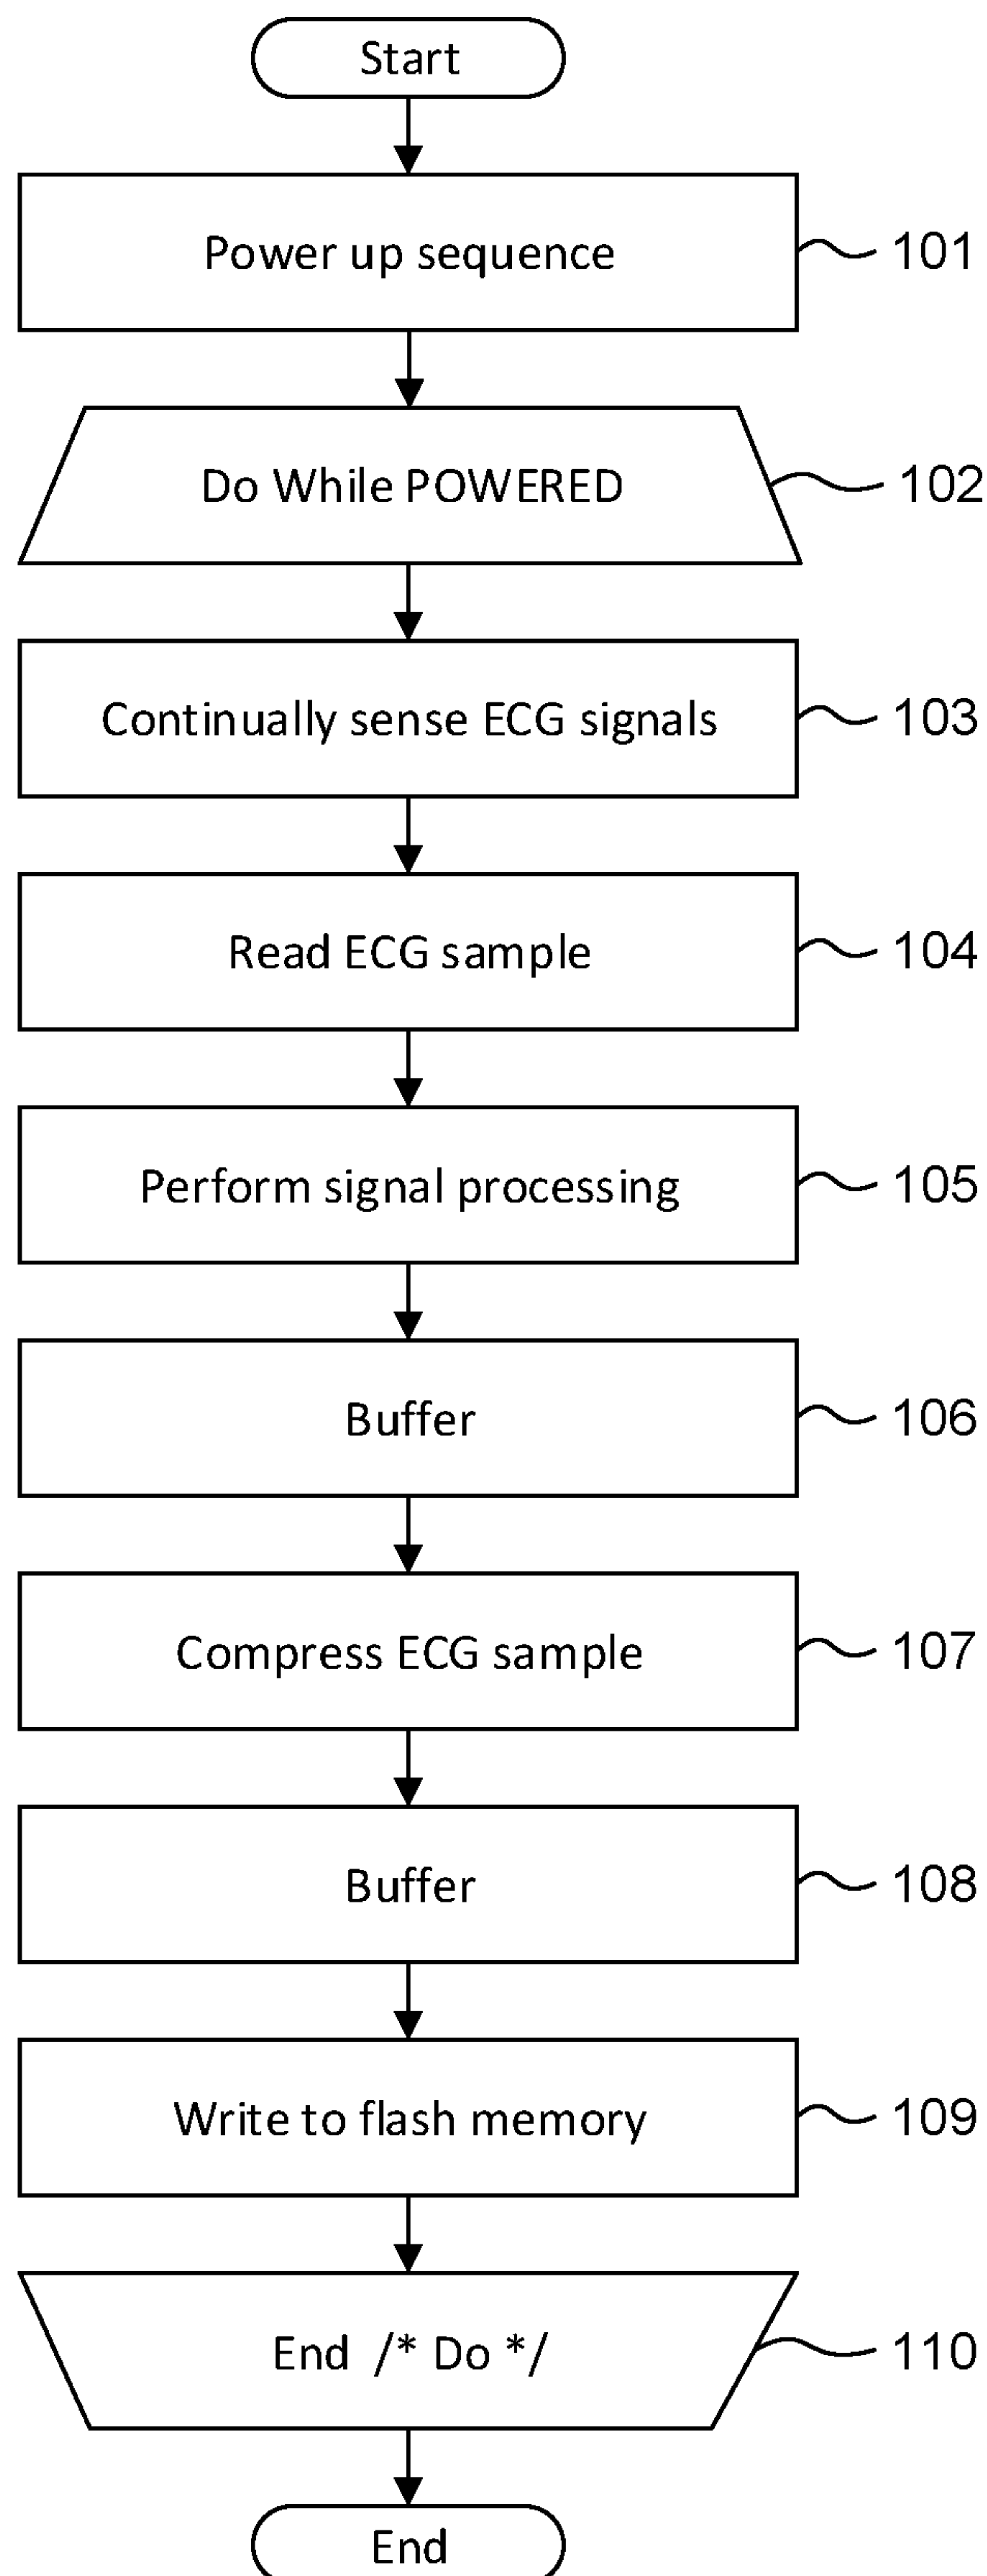 Start
Power up sequence 101
Do While POWERED 102
Continually sense ECG signals 103
Read ECG sample 104
Perform signal processing 105
Buffer 106
Compress ECG sample 107
Buffer 108
Write to flash memory 109
End /* Do */ 110
End